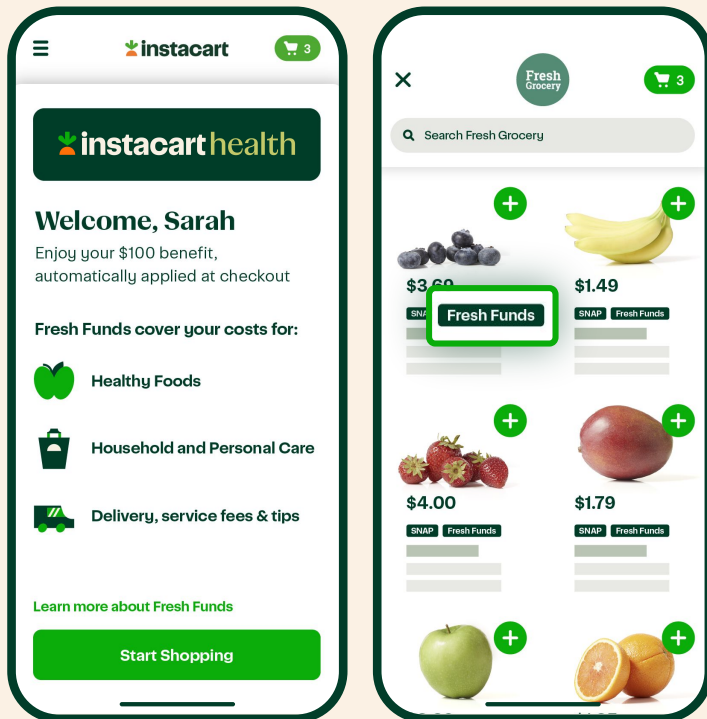 instacart
3
instacart health
Welcome, Sarah
Enjoy your $100 benefit,
automatically applied at checkout
Fresh Funds cover your costs for:
Healthy Foods
Household and Personal Care
Delivery, service fees & tips
Learn more about Fresh Funds
Start Shopping
Fresh
Grocery
3
Search Fresh Grocery
$3.69
$1.49
Fresh Funds
SNAP Fresh Funds
$4.00
$1.79
SNAP Fresh Funds
SNAP Fresh Funds